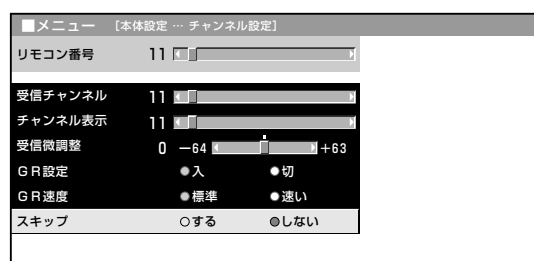 ■メニュー ［本体設定 … チャンネル設定］
リモコン番号 11
受信チャンネル 11
チャンネル表示 11
受信微調整 0 －64 ＋63
ＧＲ設定 ●入 ●切
ＧＲ速度 ●標準 ●速い
スキップ ○する ●しない